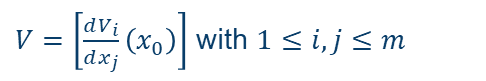 V = [dV_i/dx_j (x_0)] with 1 ≤ i, j ≤ m